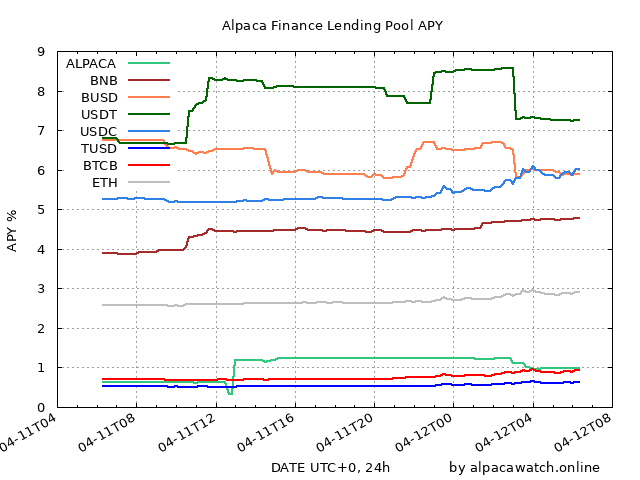 Alpaca Finance Lending Pool APY
9
8
7
6
5
4
3
2
1
0
APY %
ALPACA
BNB
BUSD
USDT
USDC
TUSD
BTCB
ETH
04-11T04
04-11T08
04-11T12
04-11T16
04-11T20
04-12T00
04-12T04
04-12T08
DATE UTC+0, 24h
by alpacawatch.online